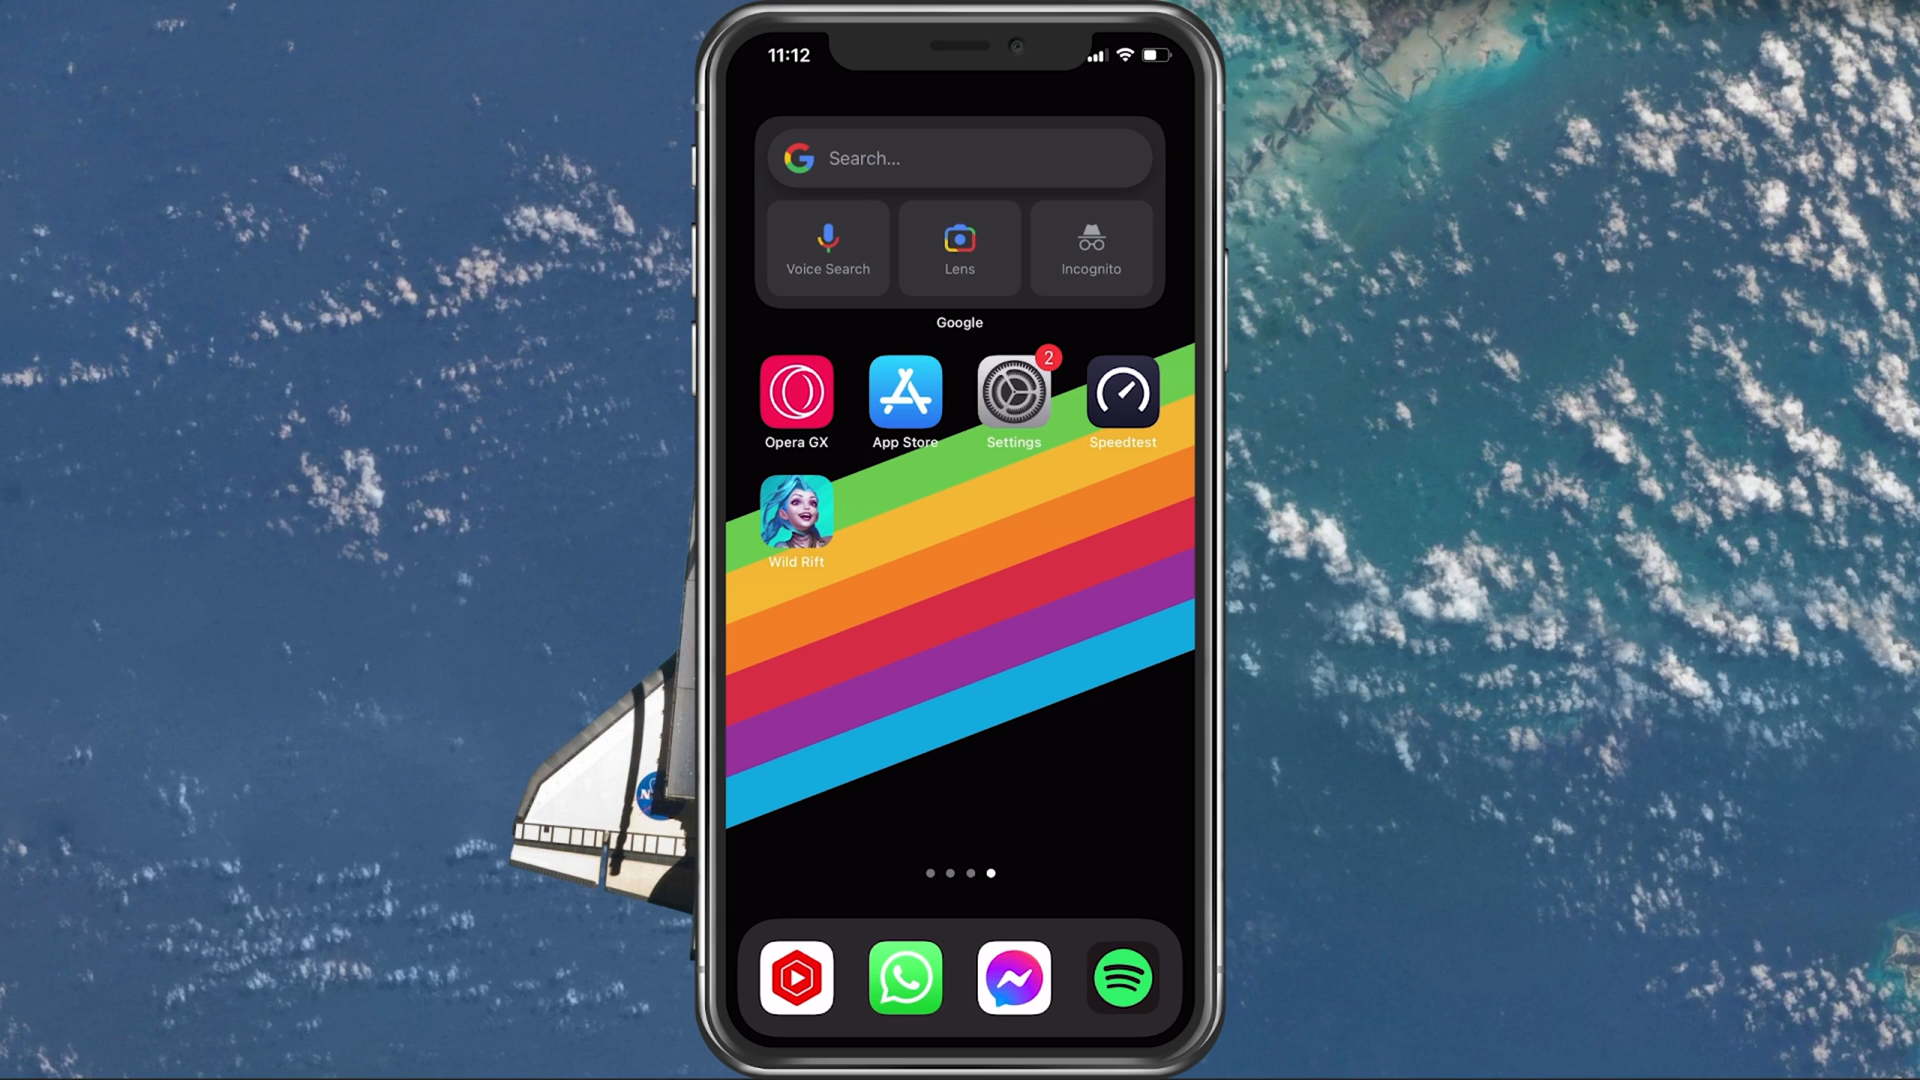 11:12
Search...
Voice Search
Lens
Incognito
Google
2
Opera GX
App Store
Settings
Speedtest
Wild Rift